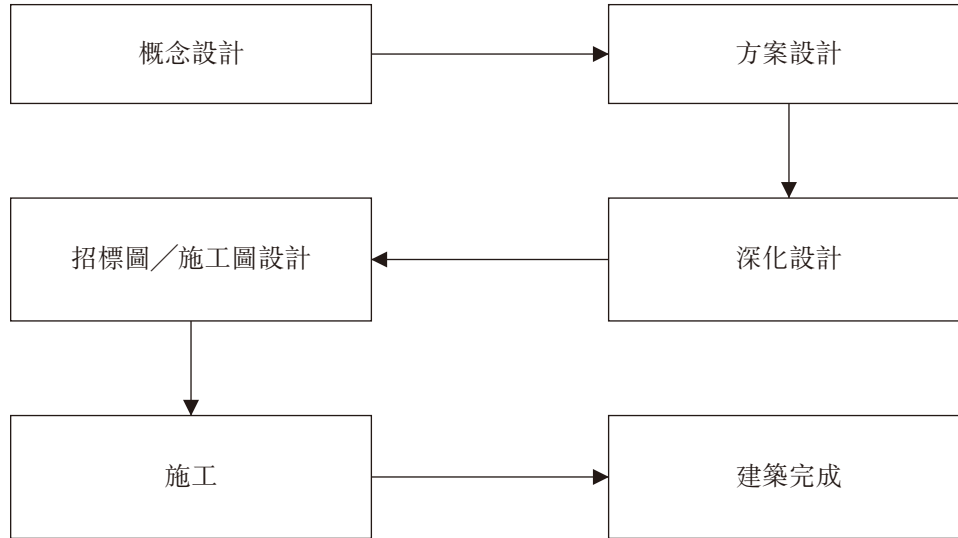 概念設計
方案設計
深化設計
招標圖／施工圖設計
施工
建築完成